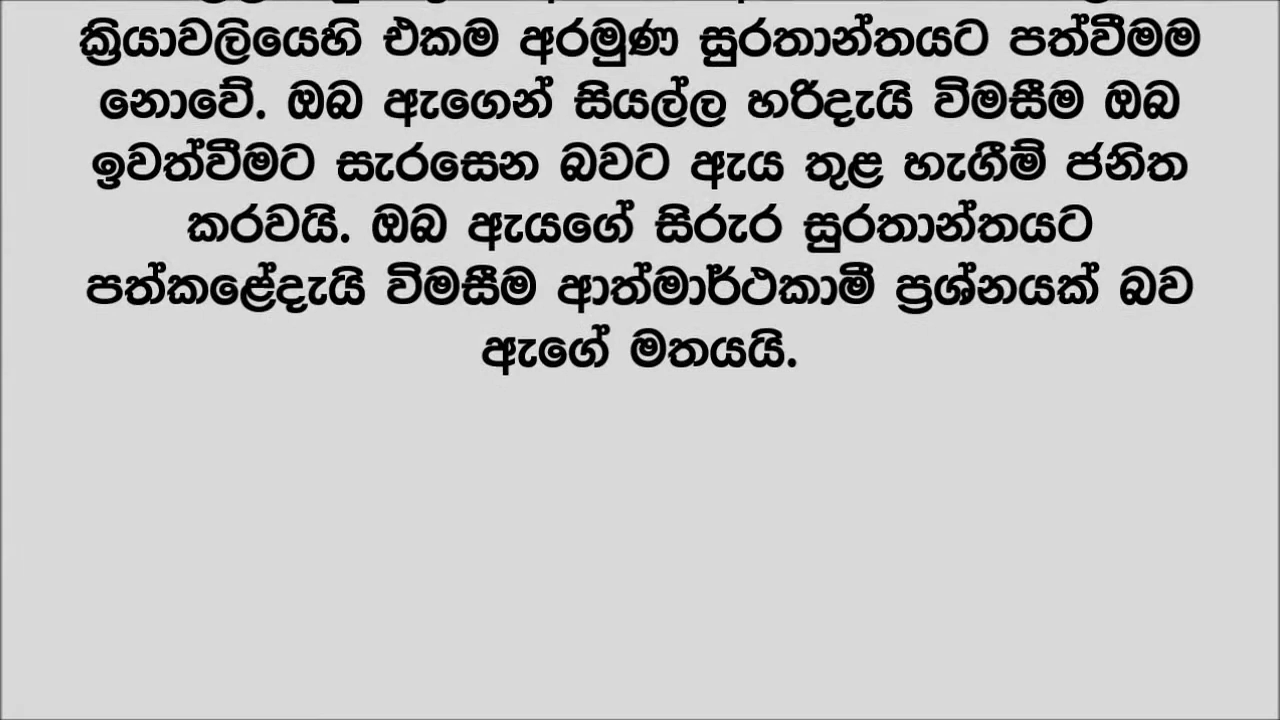 ක්‍රියාවලියෙහි එකම අරමුණ සුරතාන්තයට පත්වීමම
නොවේ. ඔබ ඇගෙන් සියල්ල හරිදැයි විමසීම ඔබ
ඉවත්වීමට සැරසෙන බවට ඇය තුළ හැගීම් ජනිත
කරවයි. ඔබ ඇයගේ සිරුර සුරතාන්තයට
පත්කළේදැයි විමසීම ආත්මාර්ථකාමී ප්‍රශ්නයක් බව
ඇගේ මතයයි.